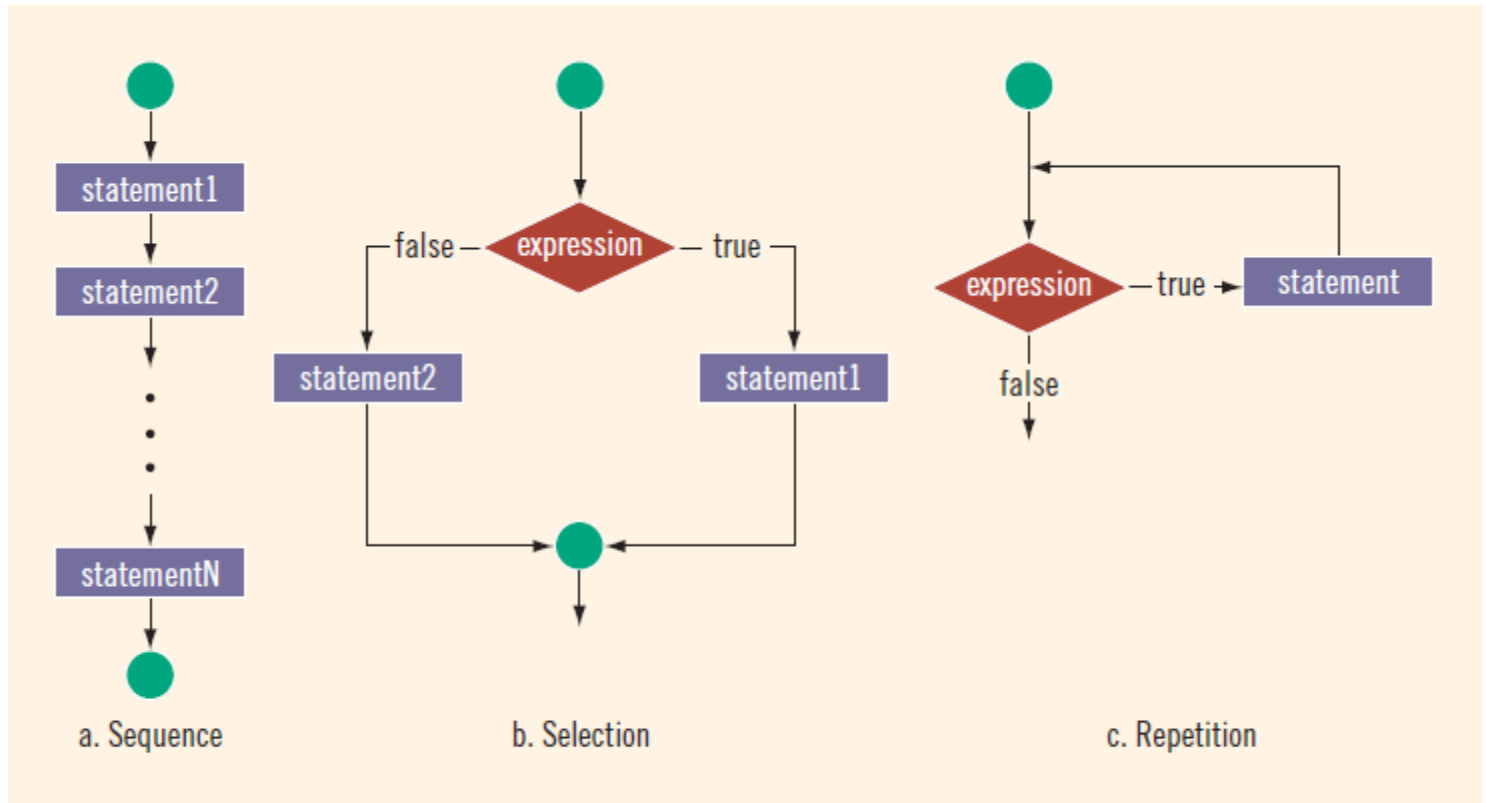 statement1
statement2
statementN
a. Sequence
false
expression
true
statement2
statement1
b. Selection
expression
true
statement
false
c. Repetition